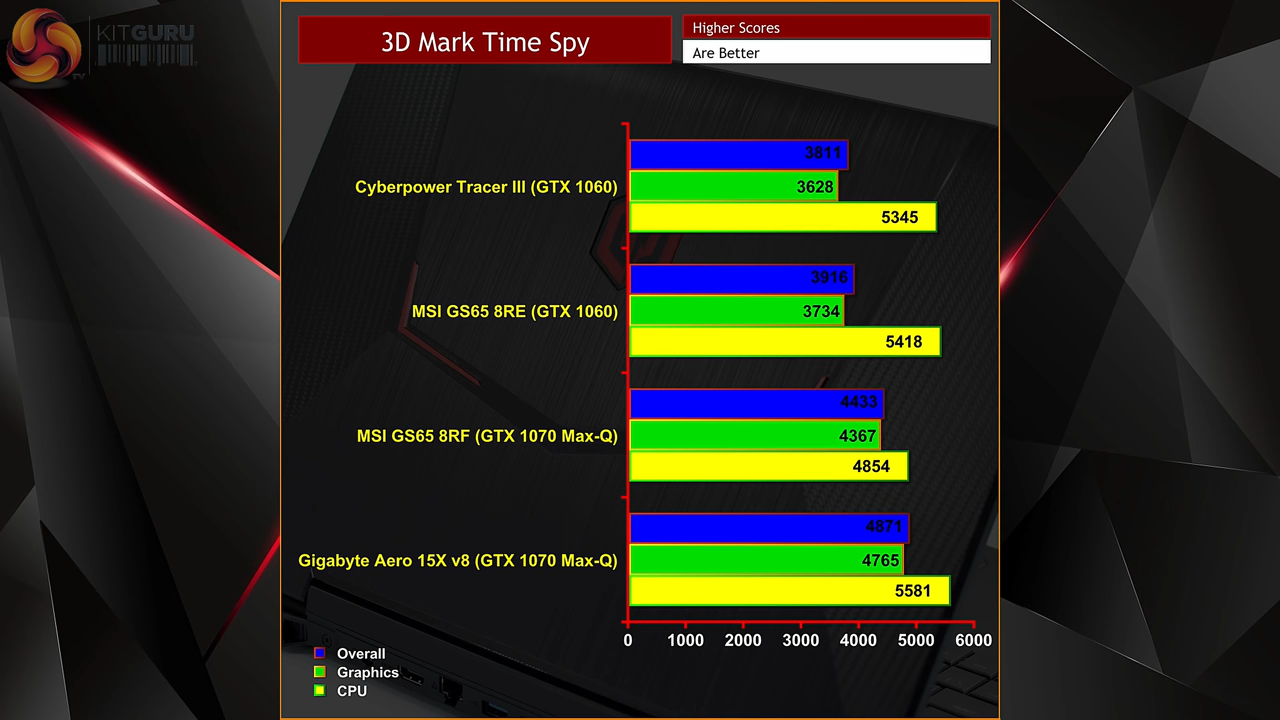 KITGURU
TV
3D Mark Time Spy
Higher Scores
Are Better
Cyberpower Tracer III (GTX 1060)
3811
3628
5345
MSI GS65 8RE (GTX 1060)
3916
3734
5418
MSI GS65 8RF (GTX 1070 Max-Q)
4433
4367
4854
Gigabyte Aero 15X v8 (GTX 1070 Max-Q)
4871
4765
5581
0 1000 2000 3000 4000 5000 6000
Overall
Graphics
CPU